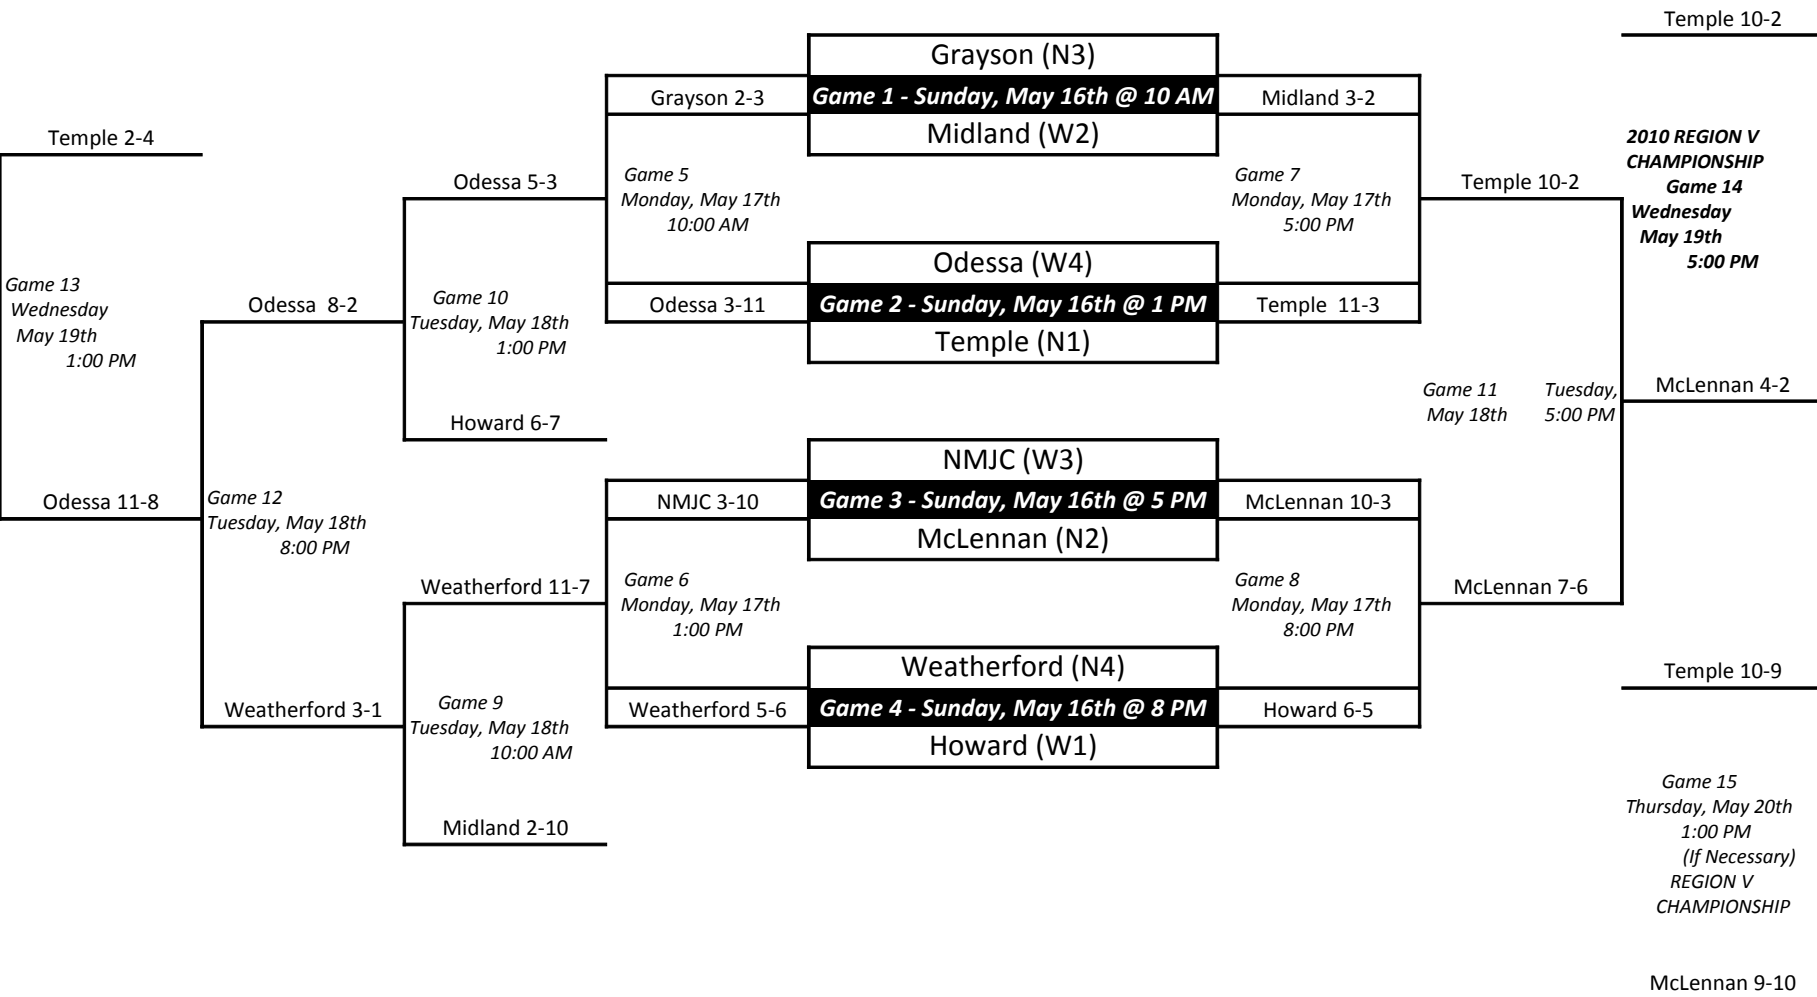 Temple 10-2
Grayson (N3)
Grayson 2-3
Game 1 - Sunday, May 16th @ 10 AM
Midland 3-2
Midland (W2)
Temple 2-4
2010 REGION V
CHAMPIONSHIP
Game 14
Wednesday
May 19th
5:00 PM
Odessa 5-3
Game 5
Monday, May 17th
10:00 AM
Game 7
Monday, May 17th
5:00 PM
Temple 10-2
Odessa (W4)
Odessa 3-11
Game 2 - Sunday, May 16th @ 1 PM
Temple 11-3
Temple (N1)
Game 13
Wednesday
May 19th
1:00 PM
Odessa 8-2
Game 10
Tuesday, May 18th
1:00 PM
Howard 6-7
Game 11 Tuesday,
May 18th 5:00 PM
McLennan 4-2
NMJC (W3)
NMJC 3-10
Game 3 - Sunday, May 16th @ 5 PM
McLennan 10-3
McLennan (N2)
Odessa 11-8
Game 12
Tuesday, May 18th
8:00 PM
Weatherford 11-7
Game 6
Monday, May 17th
1:00 PM
Game 8
Monday, May 17th
8:00 PM
McLennan 7-6
Weatherford (N4)
Weatherford 5-6
Game 4 - Sunday, May 16th @ 8 PM
Howard 6-5
Howard (W1)
Weatherford 3-1
Game 9
Tuesday, May 18th
10:00 AM
Midland 2-10
Temple 10-9
Game 15
Thursday, May 20th
1:00 PM
(If Necessary)
REGION V
CHAMPIONSHIP
McLennan 9-10